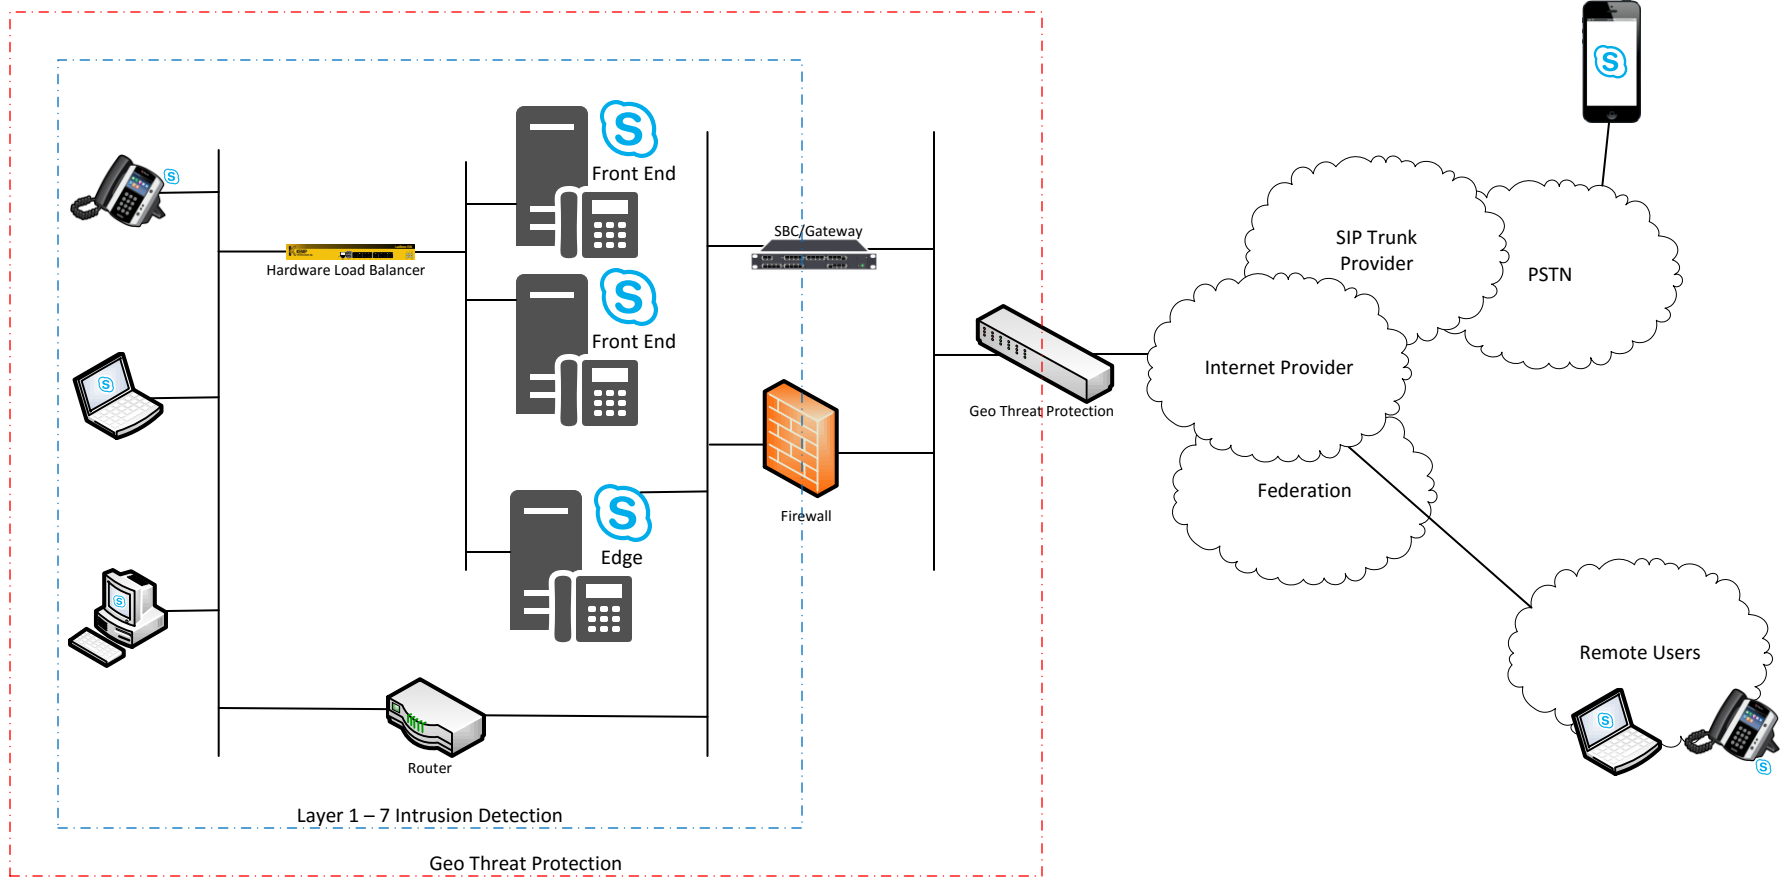 S
Front End
SBC/Gateway
Hardware Load Balancer
S
Front End
SIP Trunk
Provider
PSTN
Internet Provider
Geo Threat Protection
S
Edge
Firewall
Federation
Remote Users
Router
Layer 1 – 7 Intrusion Detection
Geo Threat Protection
S
S
S
S
S
S